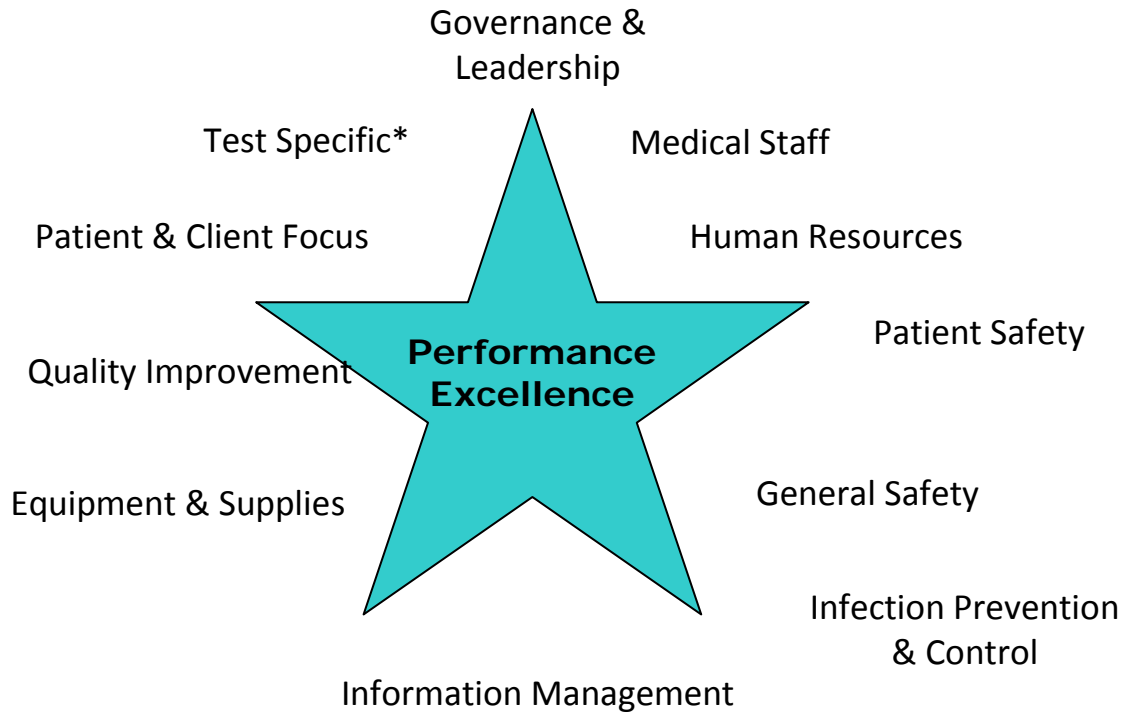 Governance &
Leadership
Test Specific*
Medical Staff
Patient & Client Focus
Human Resources
Patient Safety
Performance
Excellence
Quality Improvement
Equipment & Supplies
General Safety
Infection Prevention
& Control
Information Management